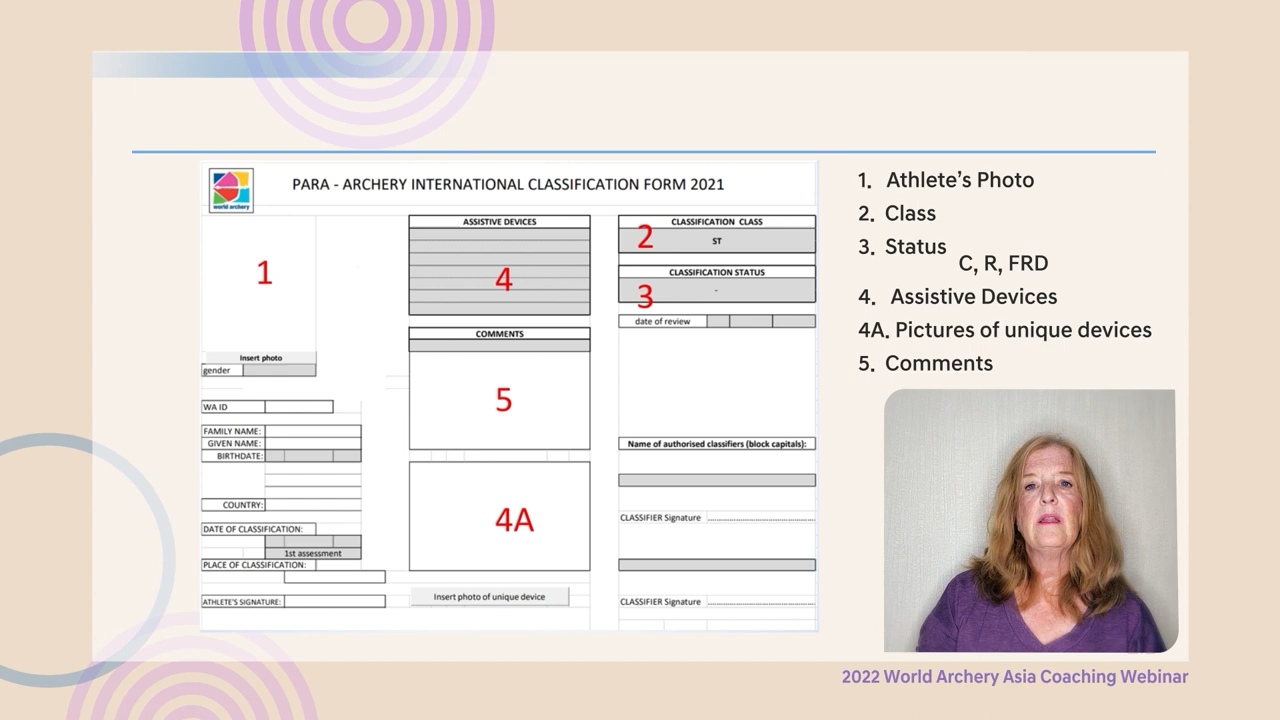 world archery
PARA - ARCHERY INTERNATIONAL CLASSIFICATION FORM 2021
1
Insert photo
gender
WA ID
FAMILY NAME:
GIVEN NAME:
BIRTHDATE:
COUNTRY:
DATE OF CLASSIFICATION:
1st assessment
PLACE OF CLASSIFICATION:
ATHLETE'S SIGNATURE:
ASSISTIVE DEVICES
4
COMMENTS
5
4A
Insert photo of unique device
CLASSIFICATION CLASS
2
ST
CLASSIFICATION STATUS
3
-
date of review
Name of authorised classifiers (block capitals):
CLASSIFIER Signature
CLASSIFIER Signature
1. Athlete's Photo
2. Class
3. Status
C, R, FRD
4. Assistive Devices
4A. Pictures of unique devices
5. Comments
2022 World Archery Asia Coaching Webinar